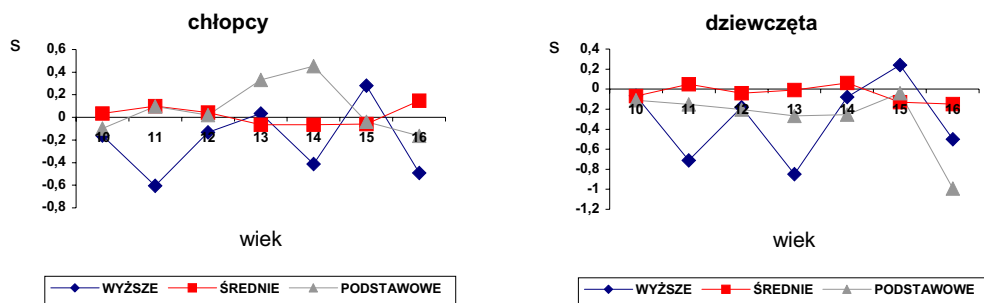 chłopcy
s
0,6
0,4
0,2
0
-0,2
-0,4
-0,6
-0,8
10 11 12 13 14 15 16
wiek
WYŻSZE ŚREDNIE PODSTAWOWE
dziewczęta
s
0,4
0,2
0
-0,2
-0,4
-0,6
-0,8
-1
-1,2
10 11 12 13 14 15 16
wiek
WYŻSZE ŚREDNIE PODSTAWOWE